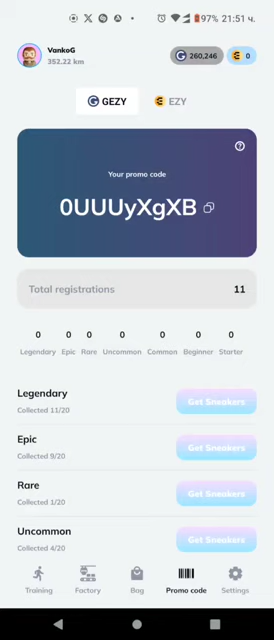 97% 21:51 ч.
VankoG
352.22 km
260,246
0
GEZY
EZY
Your promo code
0UUUyXgXB
Total registrations 11
0 0 0 0 0 0 0
Legendary Epic Rare Uncommon Common Beginner Starter
Legendary
Collected 11/20
Get Sneakers
Epic
Collected 9/20
Get Sneakers
Rare
Collected 1/20
Get Sneakers
Uncommon
Collected 4/20
Get Sneakers
Training Factory Bag Promo code Settings